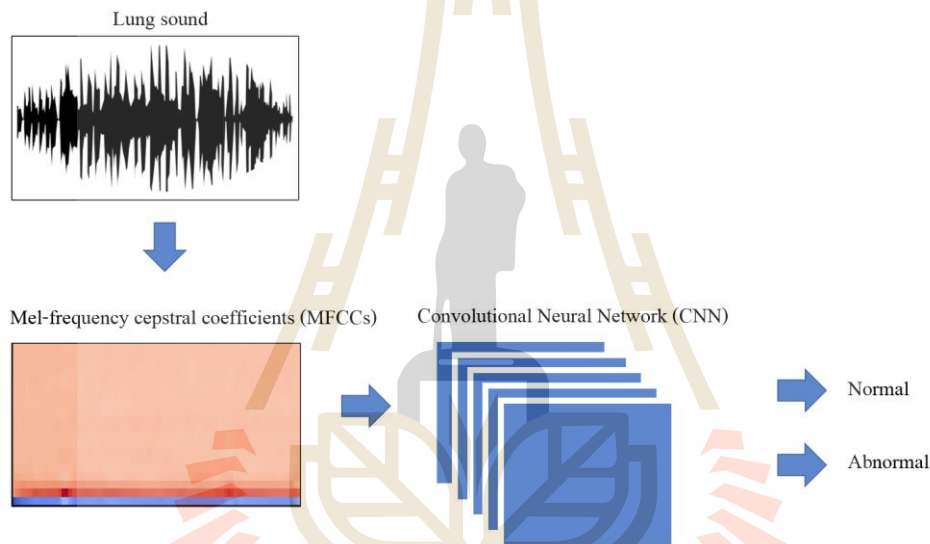 Lung sound
Mel-frequency cepstral coefficients (MFCCs)
Convolutional Neural Network (CNN)
Normal
Abnormal